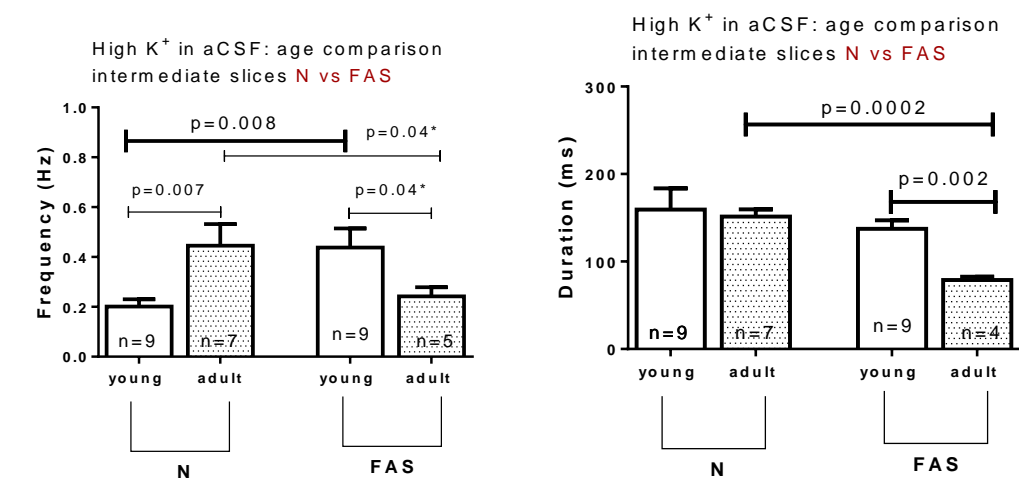 High K+ in aCSF: age comparison
intermediate slices N vs FAS
Frequency (Hz)
1.0
0.8
0.6
0.4
0.2
0.0
p=0.008
p=0.04*
p=0.007
p=0.04*
n=9
n=7
n=9
n=5
young
adult
young
adult
N
FAS
High K+ in aCSF: age comparison
intermediate slices N vs FAS
Duration (ms)
300
200
100
0
p=0.0002
p=0.002
n=9
n=7
n=9
n=4
young
adult
young
adult
N
FAS